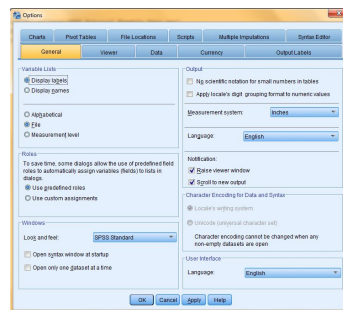 Options
Charts
Pivot Tables
File Locations
Scripts
Multiple Imputations
Syntax Editor
General
Viewer
Data
Currency
Output Labels
Variable Lists
Display labels
Display names
Alphabetical
File
Measurement level
Roles
To save time, some dialogs allow the use of predefined field
roles to automatically assign variables (fields) to lists in
dialogs.
Use predefined roles
Use custom assignments
Windows
Look and feel: SPSS Standard
Open syntax window at startup
Open only one dataset at a time
Output
No scientific notation for small numbers in tables
Apply locale's digit grouping format to numeric values
Measurement system: Inches
Language: English
Notification:
Raise viewer window
Scroll to new output
Character Encoding for Data and Syntax
Locale's writing system
Unicode (universal character set)
Character encoding cannot be changed when any
non-empty datasets are open
User Interface
Language: English
OK Cancel Apply Help